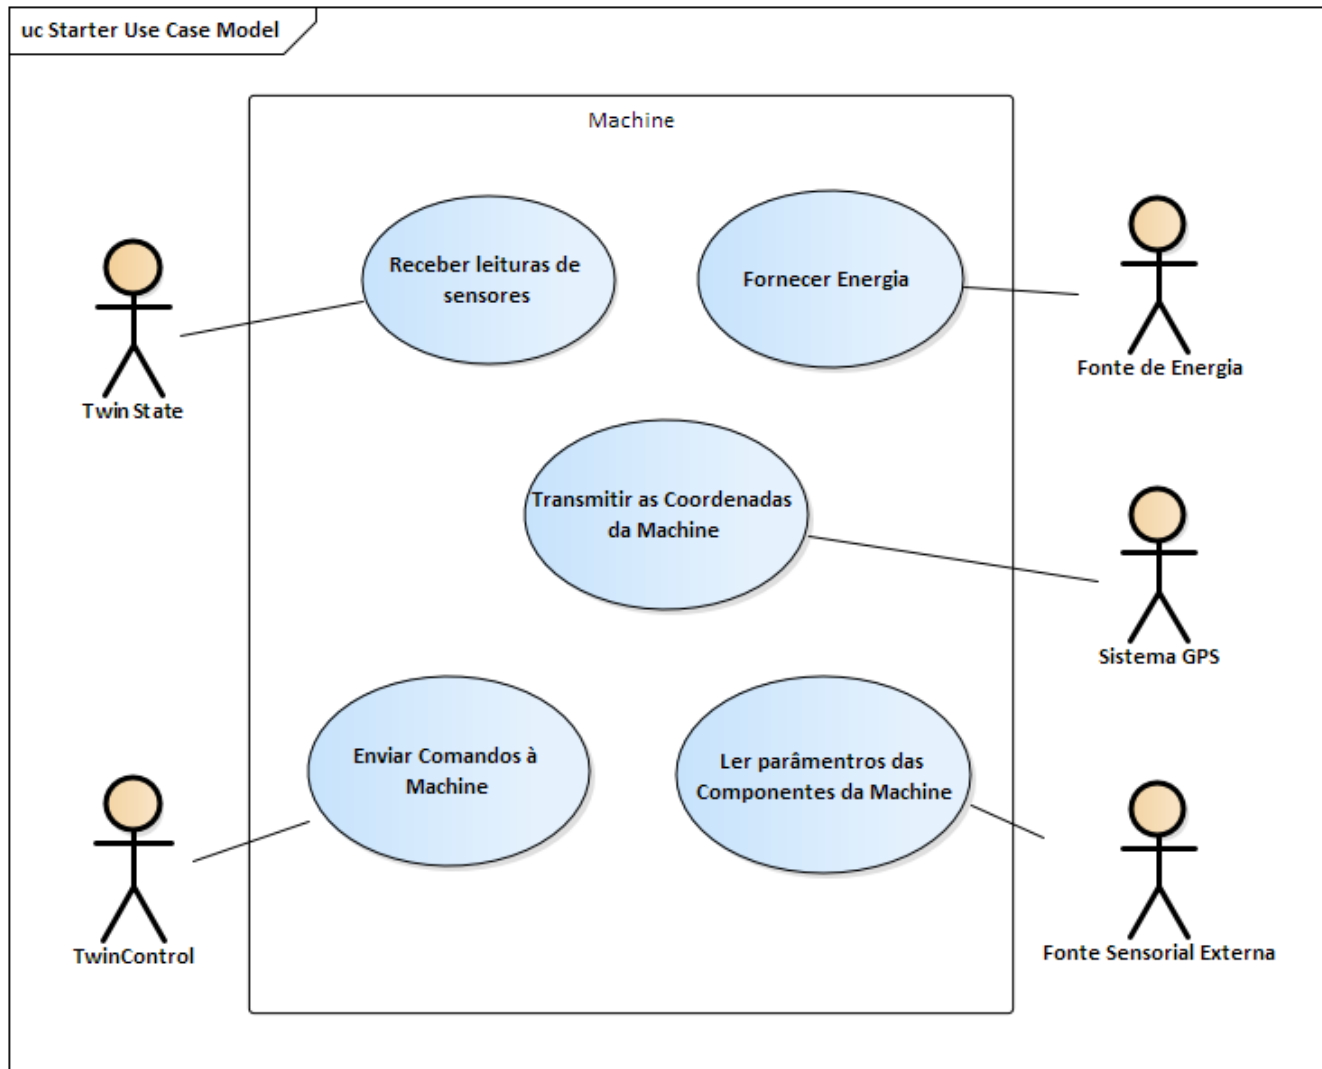 uc Starter Use Case Model
Machine
Receber leituras de
sensores
Fornecer Energia
Twin State
Fonte de Energia
Transmitir as Coordenadas
da Machine
Sistema GPS
Enviar Comandos à
Machine
Ler parâmentros das
Componentes da Machine
TwinControl
Fonte Sensorial Externa